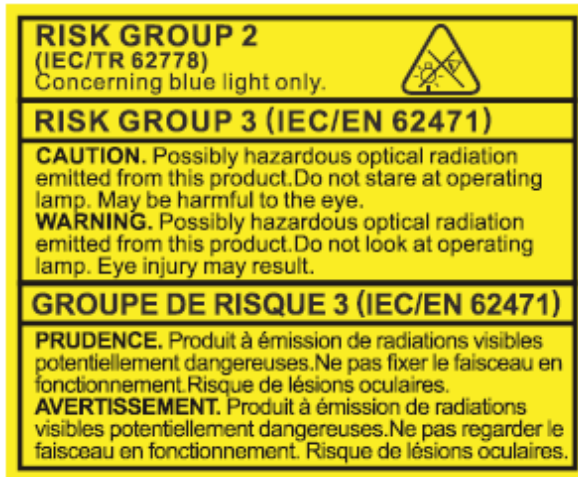 RISK GROUP 2
(IEC/TR 62778)
Concerning blue light only.
RISK GROUP 3 (IEC/EN 62471)
CAUTION. Possibly hazardous optical radiation
emitted from this product.Do not stare at operating
lamp. May be harmful to the eye.
WARNING. Possibly hazardous optical radiation
emitted from this product.Do not look at operating
lamp. Eye injury may result.
GROUPE DE RISQUE 3 (IEC/EN 62471)
PRUDENCE. Produit à émission de radiations visibles
potentiellement dangereuses.Ne pas fixer le faisceau en
fonctionnement.Risque de lésions oculaires.
AVERTISSEMENT. Produit à émission de radiations
visibles potentiellement dangereuses.Ne pas regarder le
faisceau en fonctionnement. Risque de lésions oculaires.